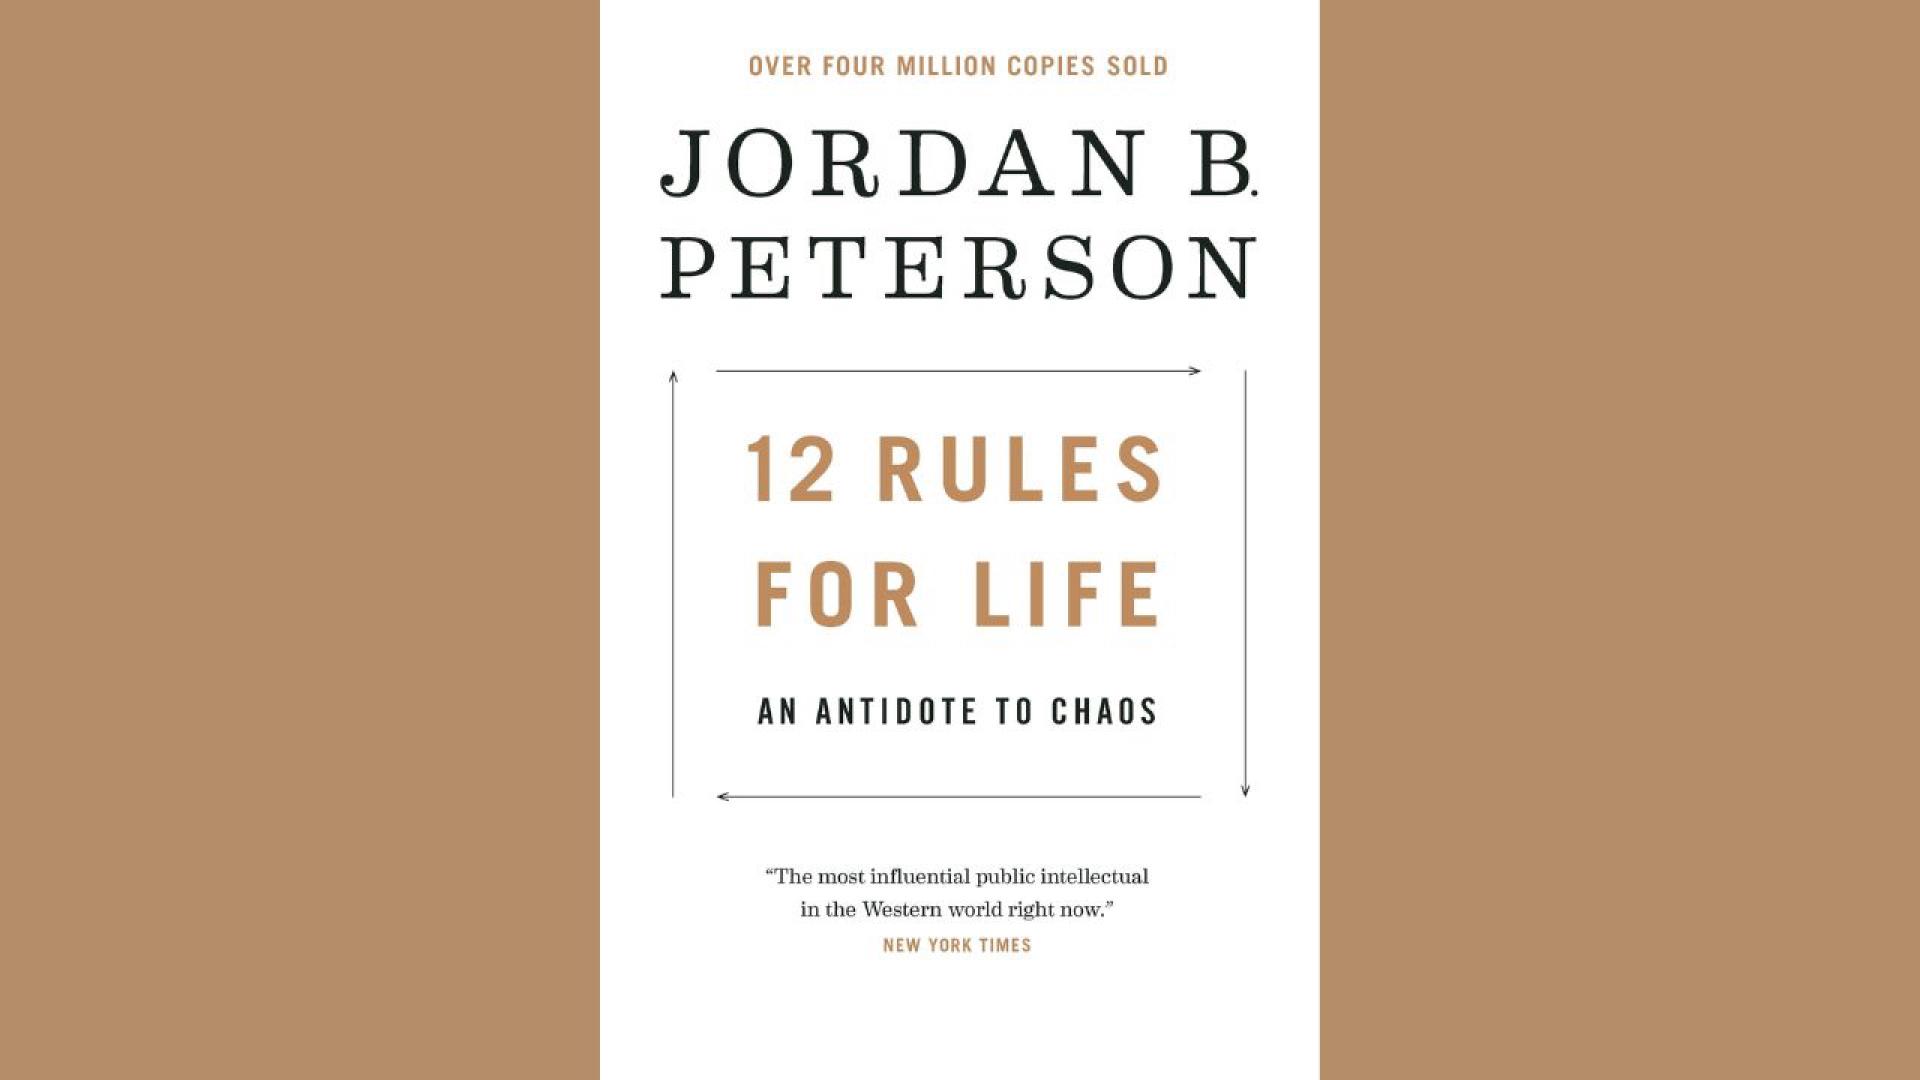 OVER FOUR MILLION COPIES SOLD
JORDAN B.
PETERSON
12 RULES
FOR LIFE
AN ANTIDOTE TO CHAOS
“The most influential public intellectual
in the Western world right now.”
NEW YORK TIMES